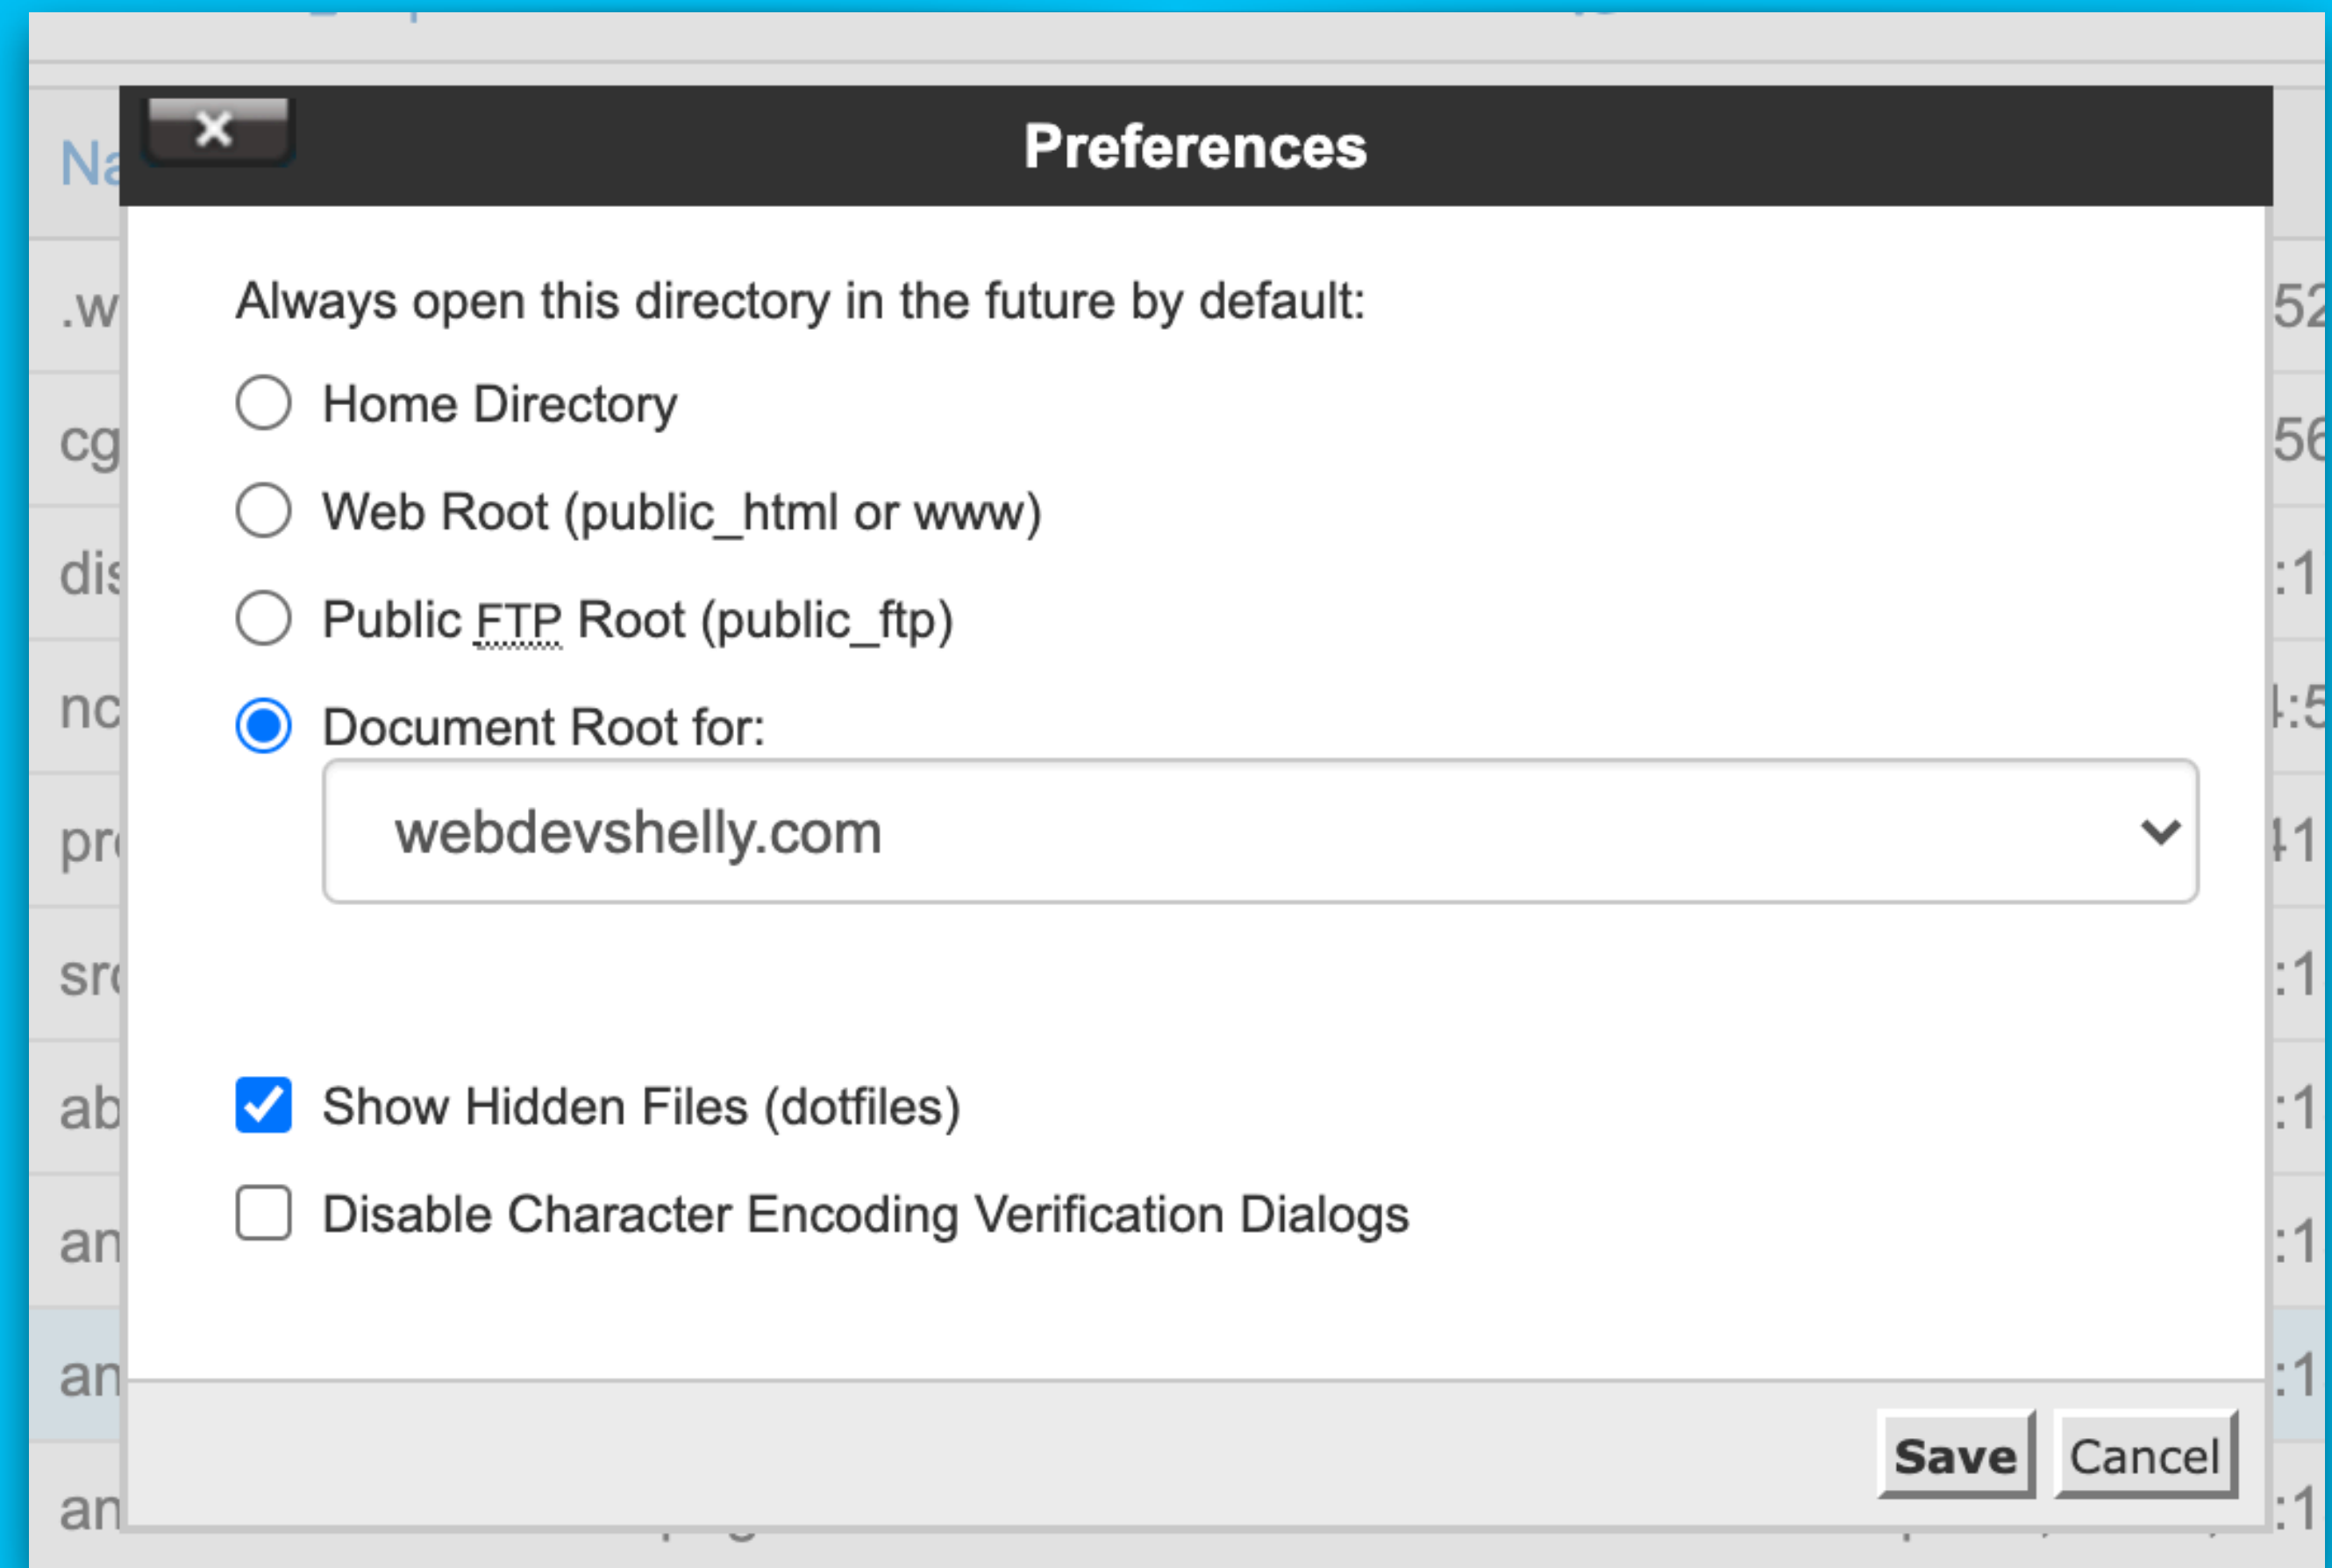 Preferences
Always open this directory in the future by default:
Home Directory
Web Root (public_html or www)
Public FTP Root (public_ftp)
Document Root for:
webdevshelly.com
Show Hidden Files (dotfiles)
Disable Character Encoding Verification Dialogs
Save Cancel